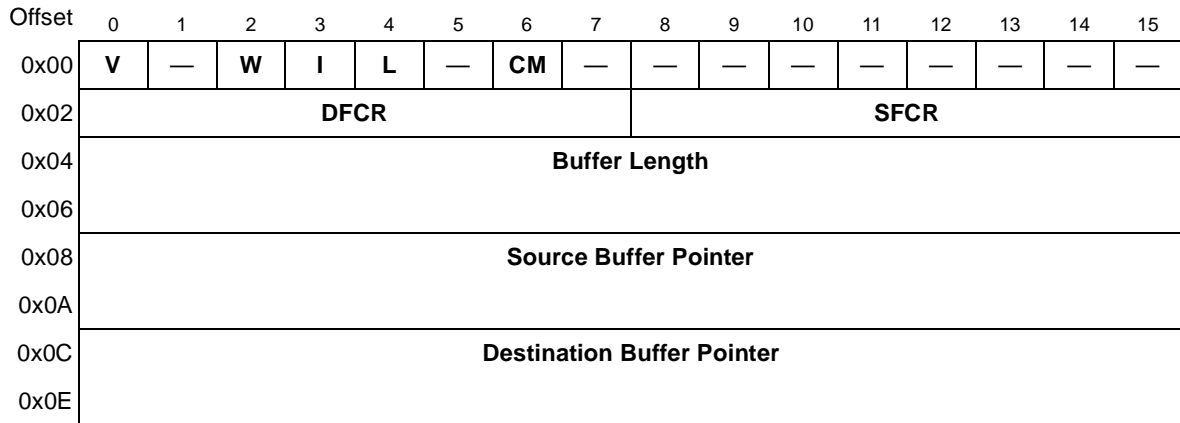 Offset 0 1 2 3 4 5 6 7 8 9 10 11 12 13 14 15
0x00 V — W I L — CM — — — — — — — — —
0x02 DFCR SFCR
0x04 Buffer Length
0x06
0x08 Source Buffer Pointer
0x0A
0x0C Destination Buffer Pointer
0x0E